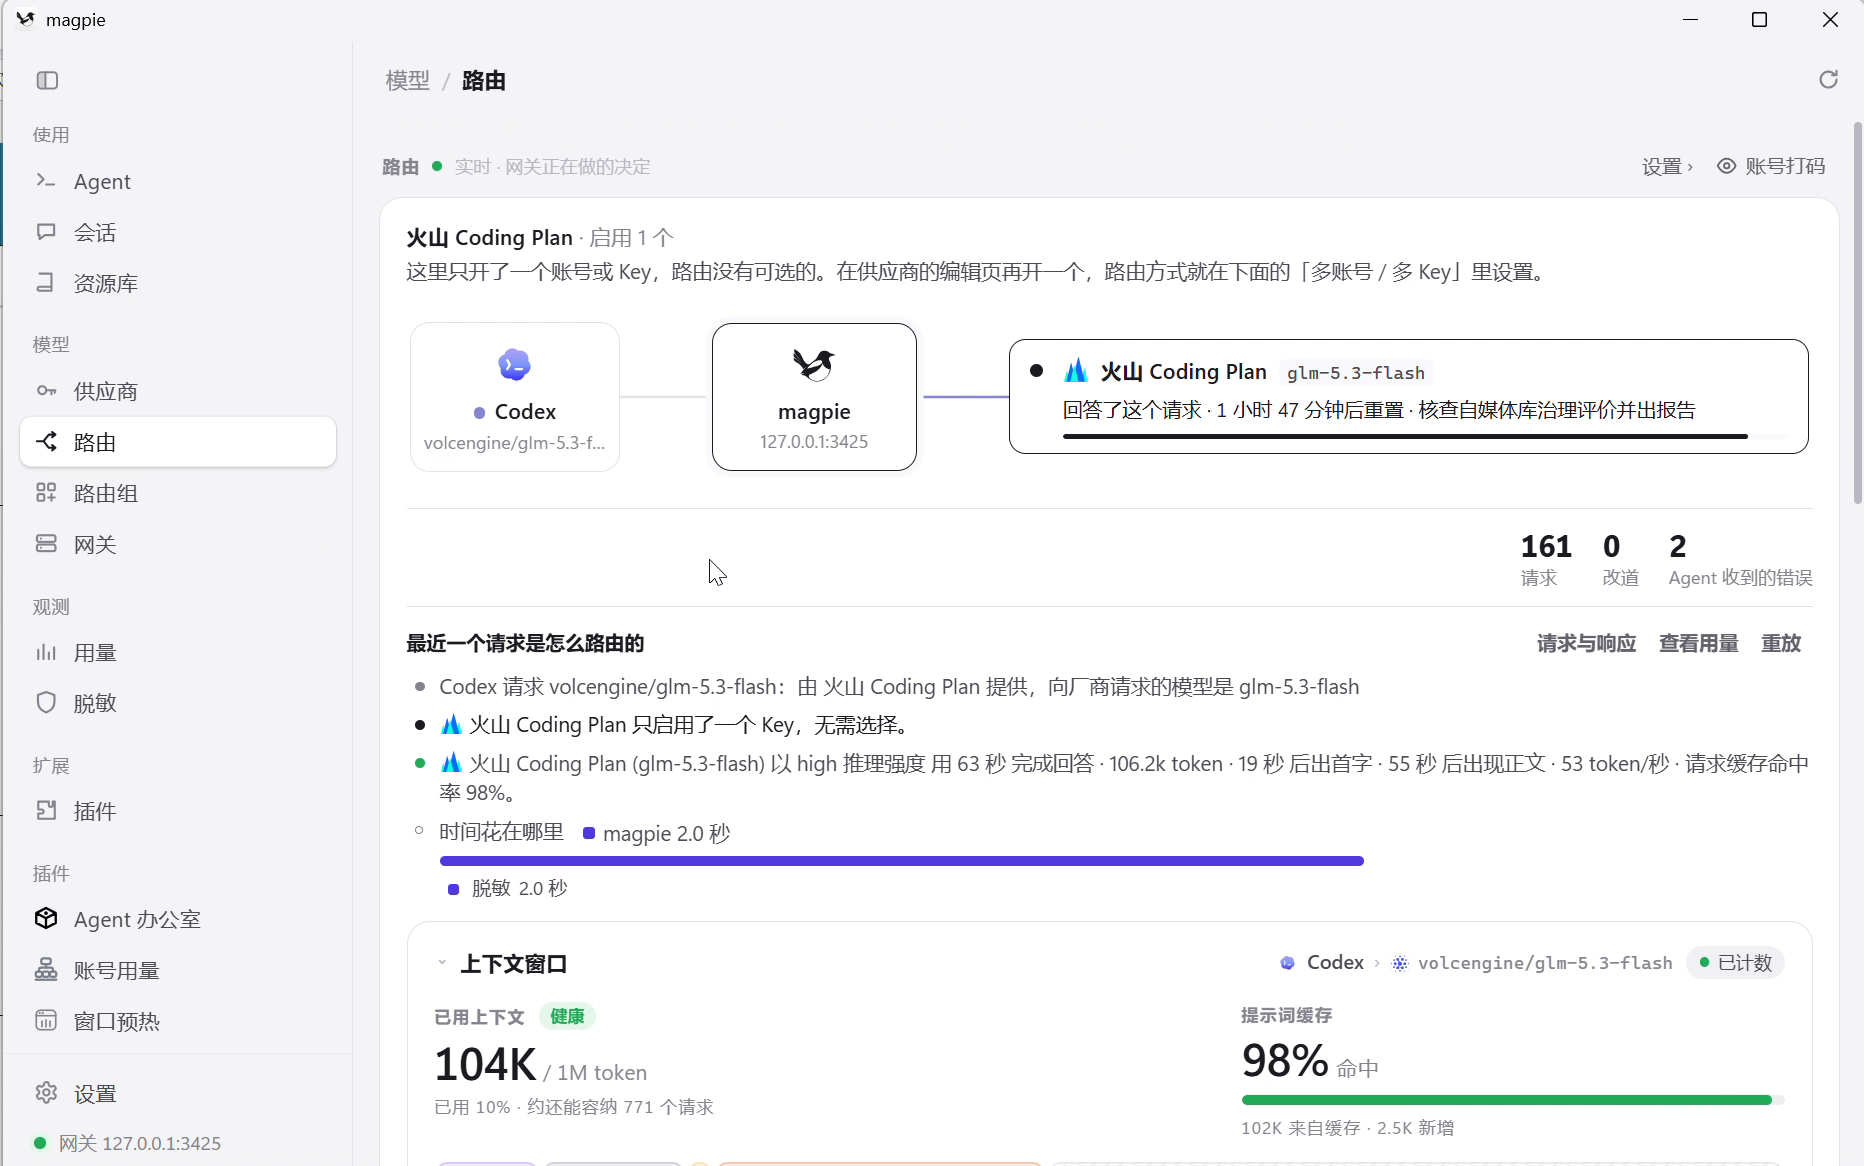 magpie
使用
Agent
会话
资源库
模型
供应商
路由
路由组
网关
观测
用量
脱敏
扩展
插件
插件
Agent 办公室
账号用量
窗口预热
设置
网关 127.0.0.1:3425
模型 / 路由
路由 实时 · 网关正在做的决定
设置 › 账号打码
火山 Coding Plan · 启用 1 个
这里只开了一个账号或 Key，路由没有可选的。在供应商的编辑页再开一个，路由方式就在下面的「多账号 / 多 Key」里设置。
Codex
volcengine/glm-5.3-f...
magpie
127.0.0.1:3425
火山 Coding Plan glm-5.3-flash
回答了这个请求 · 1 小时 47 分钟后重置 · 核查自媒体库治理评价并出报告
161 请求
0 改道
2 Agent 收到的错误
最近一个请求是怎么路由的
请求与响应 查看用量 重放
Codex 请求 volcengine/glm-5.3-flash：由 火山 Coding Plan 提供，向厂商请求的模型是 glm-5.3-flash
火山 Coding Plan 只启用了一个 Key，无需选择。
火山 Coding Plan (glm-5.3-flash) 以 high 推理强度 用 63 秒 完成回答 · 106.2k token · 19 秒 后出首字 · 55 秒 后出现正文 · 53 token/秒 · 请求缓存命中
率 98%。
时间花在哪里 magpie 2.0 秒
脱敏 2.0 秒
上下文窗口
Codex › volcengine/glm-5.3-flash 已计数
已用上下文 健康
104K / 1M token
已用 10% · 约还能容纳 771 个请求
提示词缓存
98% 命中
102K 来自缓存 · 2.5K 新增